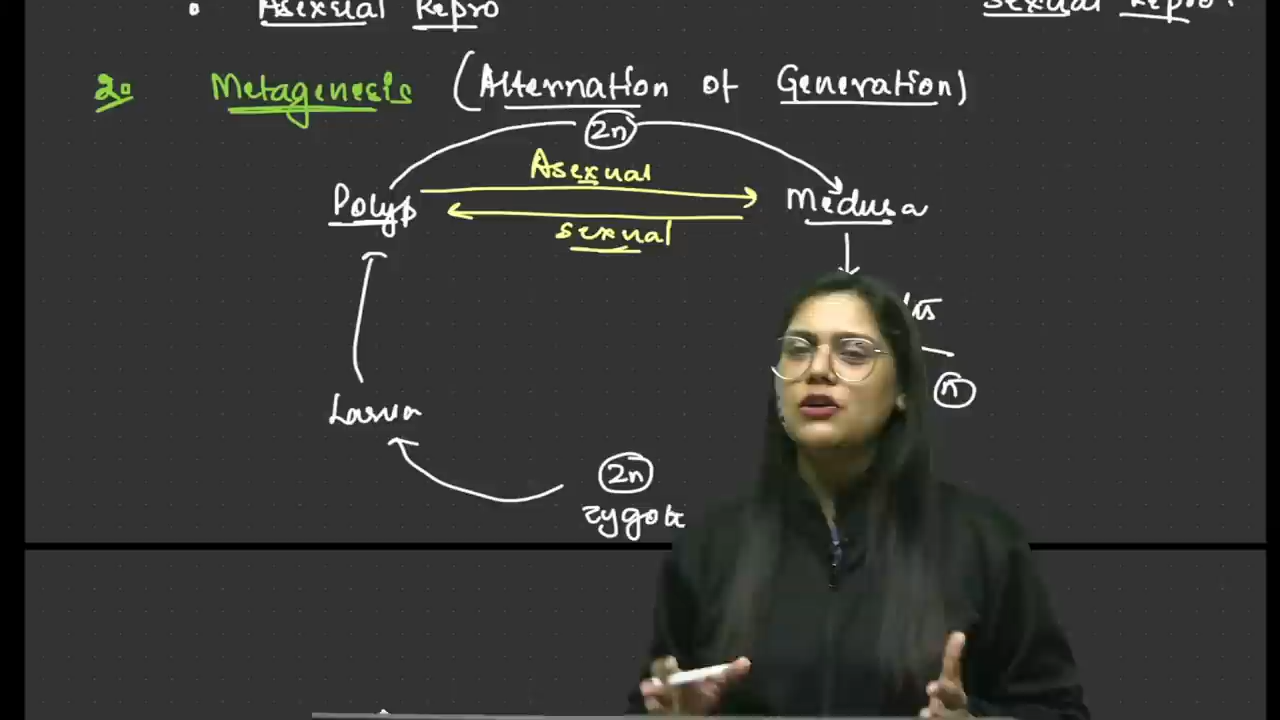 • Asexual Repro
Sexual Repro.
2. Metagenesis (Alternation of Generation)
2n
Asexual
Polyp
Medusa
Sexual
n
Larva
2n
Zygote